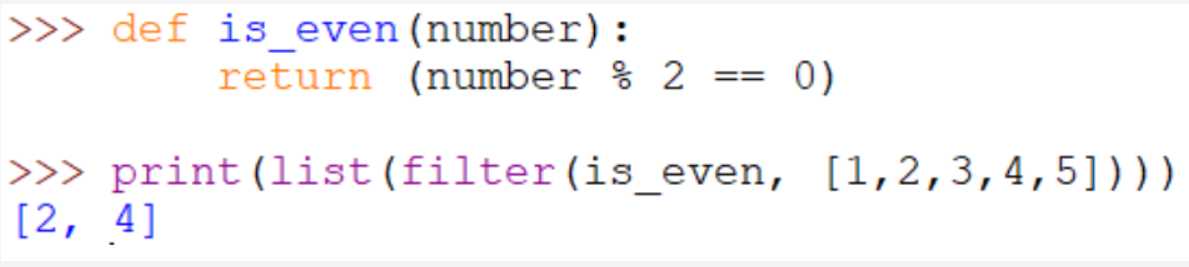 >>> def is_even(number):
        return (number % 2 == 0)
>>> print(list(filter(is_even, [1,2,3,4,5])))
[2, 4]